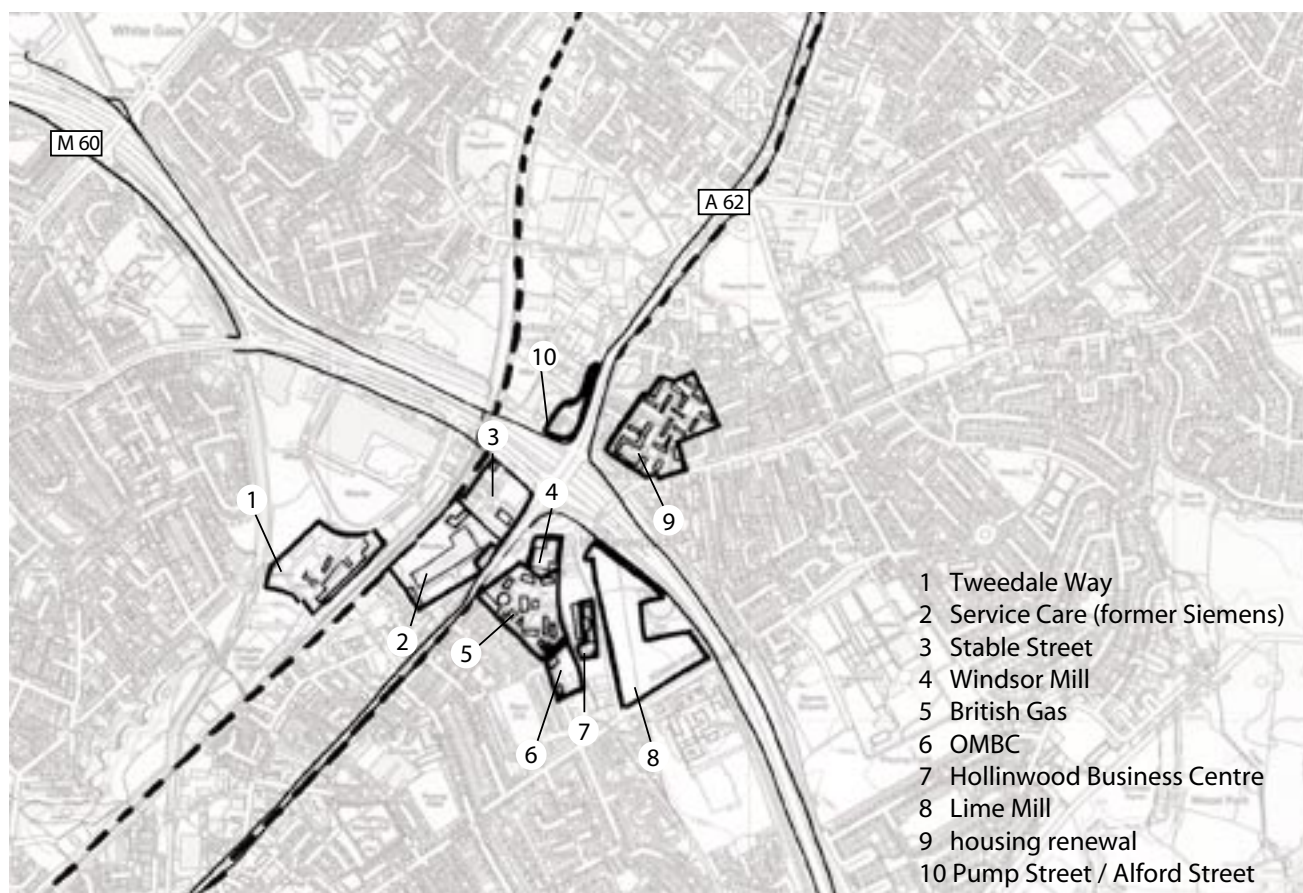 White Gate
M 60
A 62
10
3
4
1
9
2
5
6
7
8
1 Tweedale Way
2 Service Care (former Siemens)
3 Stable Street
4 Windsor Mill
5 British Gas
6 OMBC
7 Hollinwood Business Centre
8 Lime Mill
9 housing renewal
10 Pump Street / Alford Street